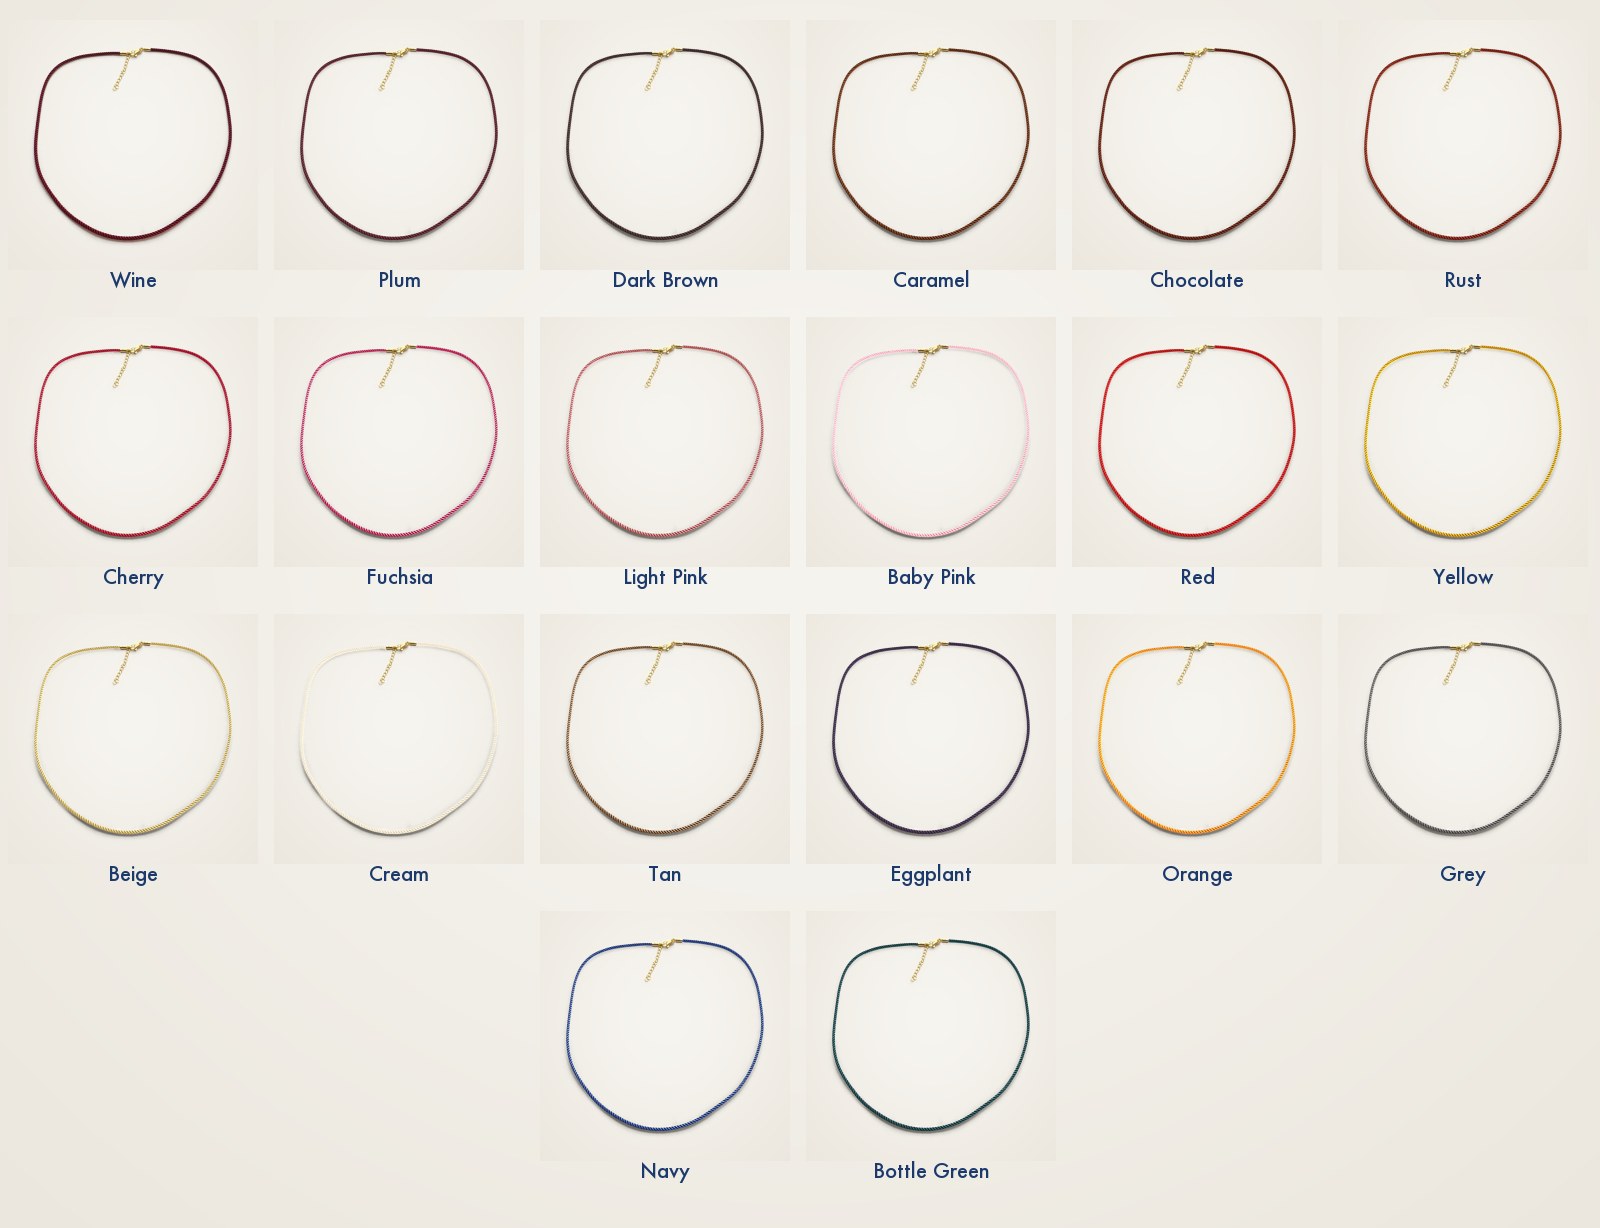 Wine
Plum
Dark Brown
Caramel
Chocolate
Rust
Cherry
Fuchsia
Light Pink
Baby Pink
Red
Yellow
Beige
Cream
Tan
Eggplant
Orange
Grey
Navy
Bottle Green